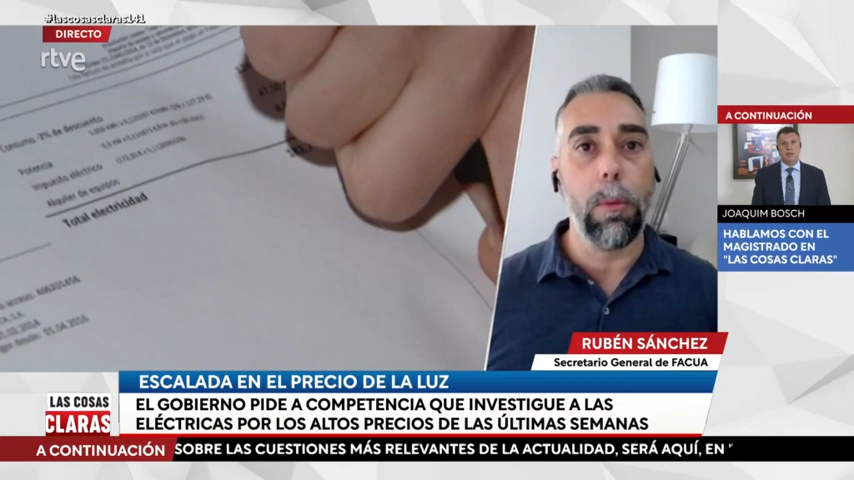 #lascosasclaras141
DIRECTO
rtve
Consumo -3% de descuento
Potencia
Impuesto eléctrico
Alquiler de equipos
Total electricidad
acceso: 406201456
A CONTINUACIÓN
JOAQUIM BOSCH
HABLAMOS CON EL
MAGISTRADO EN
"LAS COSAS CLARAS"
RUBÉN SÁNCHEZ
Secretario General de FACUA
ESCALADA EN EL PRECIO DE LA LUZ
LAS COSAS
CLARAS
EL GOBIERNO PIDE A COMPETENCIA QUE INVESTIGUE A LAS
ELÉCTRICAS POR LOS ALTOS PRECIOS DE LAS ÚLTIMAS SEMANAS
A CONTINUACIÓN SOBRE LAS CUESTIONES MÁS RELEVANTES DE LA ACTUALIDAD, SERÁ AQUÍ, EN "